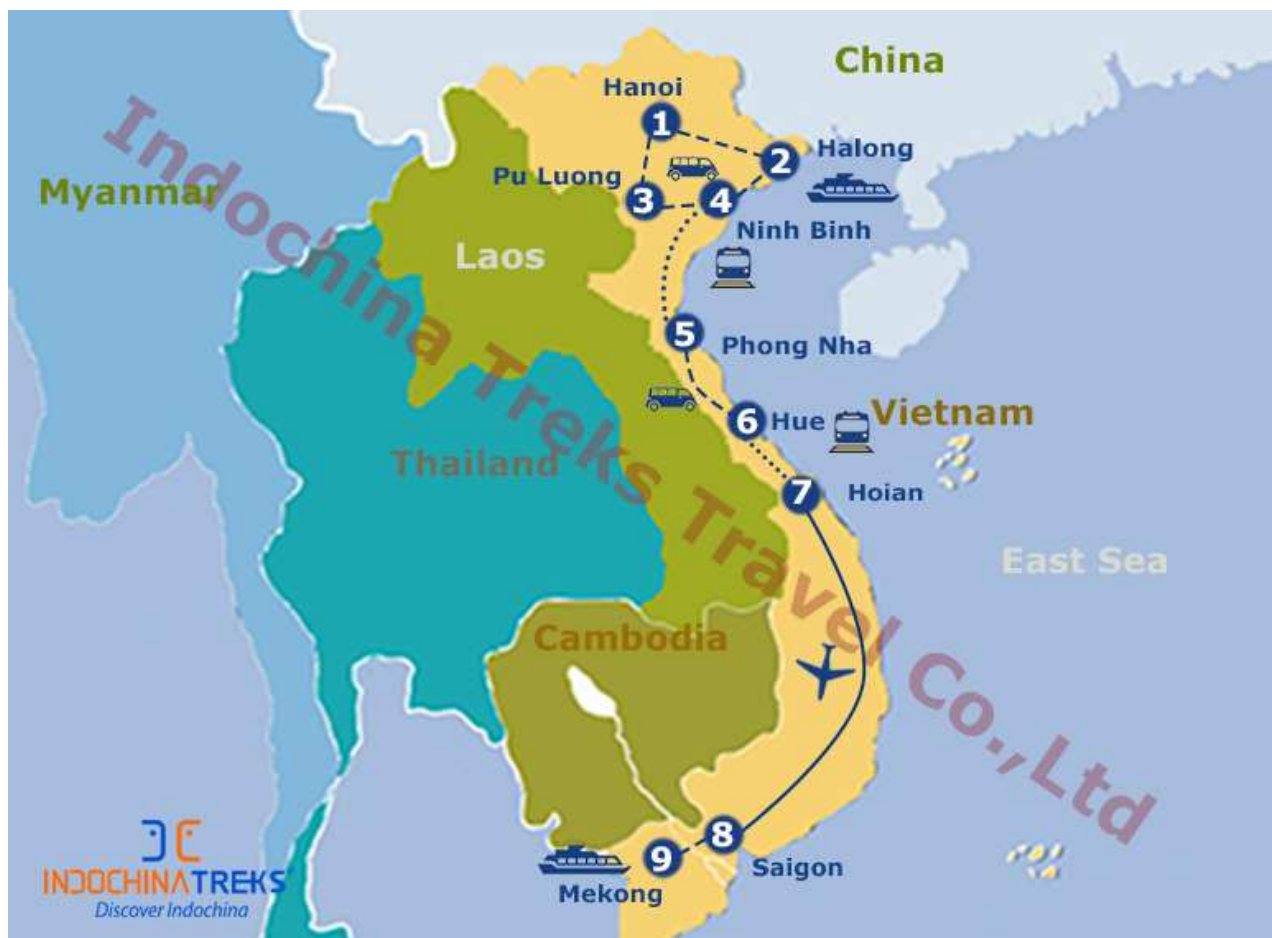 China
Hanoi
1
2
Halong
Myanmar
Pu Luong
3
4
Ninh Binh
Laos
5
Phong Nha
6
Hue
Vietnam
Thailand
7
Hoian
East Sea
Cambodia
8
Saigon
9
Mekong
Indochina Treks Travel Co.,Ltd
INDOCHINATREKS
Discover Indochina